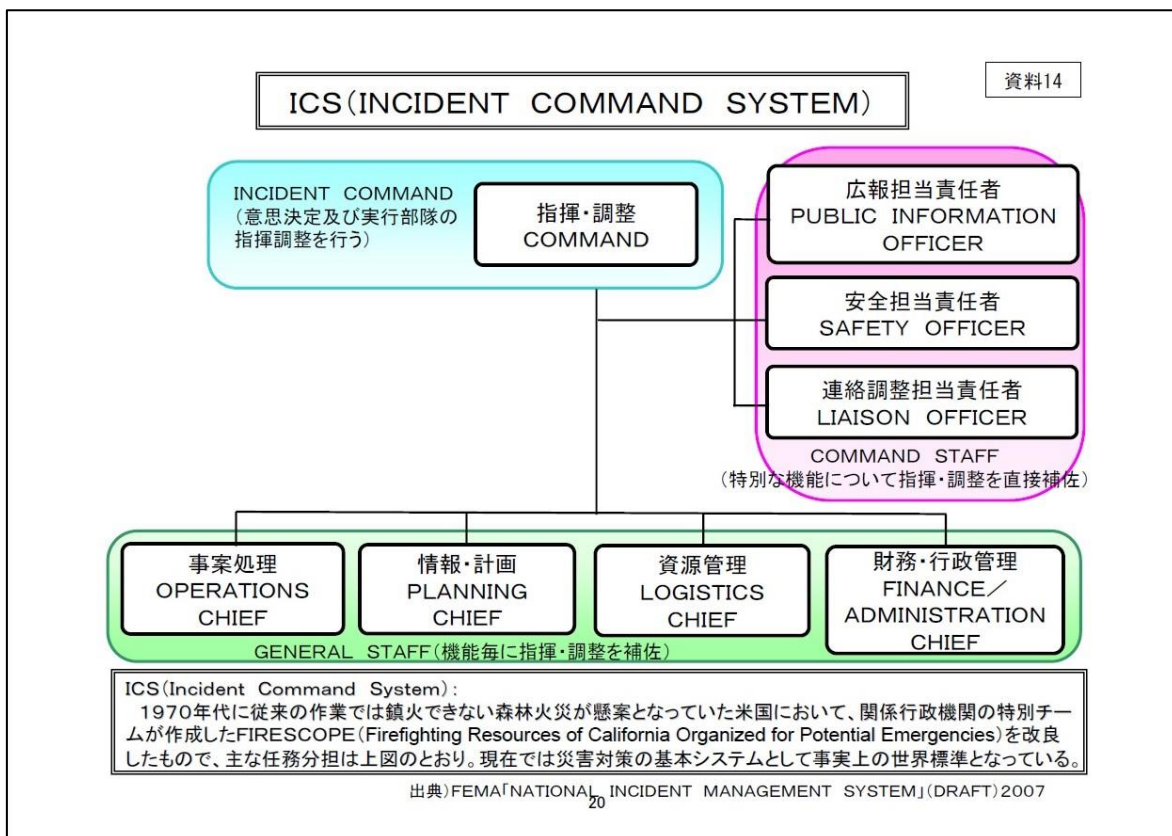 資料14
ICS(INCIDENT COMMAND SYSTEM)
INCIDENT COMMAND
(意思決定及び実行部隊の
指揮調整を行う)
指揮・調整
COMMAND
広報担当責任者
PUBLIC INFORMATION
OFFICER
安全担当責任者
SAFETY OFFICER
連絡調整担当責任者
LIAISON OFFICER
COMMAND STAFF
(特別な機能について指揮・調整を直接補佐)
事案処理
OPERATIONS
CHIEF
情報・計画
PLANNING
CHIEF
資源管理
LOGISTICS
CHIEF
財務・行政管理
FINANCE/
ADMINISTRATION
CHIEF
GENERAL STAFF(機能毎に指揮・調整を補佐)
ICS(Incident Command System):
1970年代に従来の作業では鎮火できない森林火災が懸案となっていた米国において、関係行政機関の特別チー
ムが作成したFIRESCOPE(Firefighting Resources of California Organized for Potential Emergencies)を改良
したもので、主な任務分担は上図のとおり。現在では災害対策の基本システムとして事実上の世界標準となっている。
出典)FEMA「NATIONAL INCIDENT MANAGEMENT SYSTEM」(DRAFT)2007
20